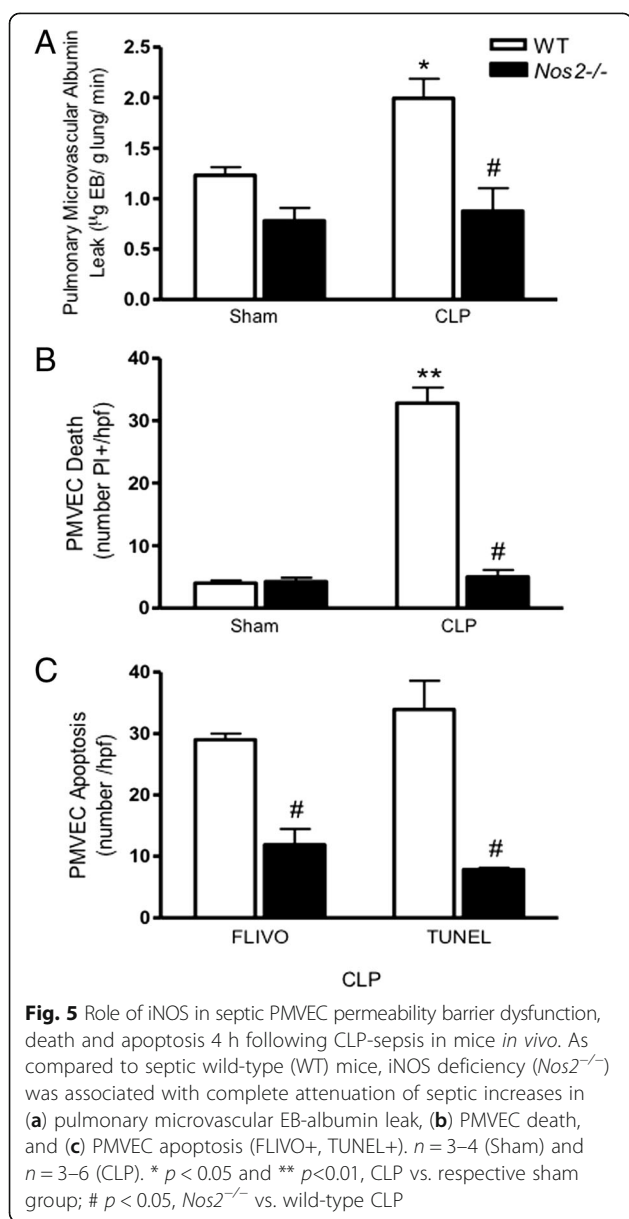 A
WT
Nos2-/-
Pulmonary Microvascular Albumin
Leak (µg EB/ g lung/ min)
2.5
2.0
1.5
1.0
0.5
0.0
*
#
Sham CLP
B
PMVEC Death
(number PI+/hpf)
40
30
20
10
0
**
#
Sham CLP
C
PMVEC Apoptosis
(number /hpf)
40
30
20
10
0
#
#
FLIVO TUNEL
CLP
Fig. 5 Role of iNOS in septic PMVEC permeability barrier dysfunction,
death and apoptosis 4 h following CLP-sepsis in mice in vivo. As
compared to septic wild-type (WT) mice, iNOS deficiency (Nos2−/−)
was associated with complete attenuation of septic increases in
(a) pulmonary microvascular EB-albumin leak, (b) PMVEC death,
and (c) PMVEC apoptosis (FLIVO+, TUNEL+). n = 3–4 (Sham) and
n = 3–6 (CLP). * p < 0.05 and ** p<0.01, CLP vs. respective sham
group; # p < 0.05, Nos2−/− vs. wild-type CLP